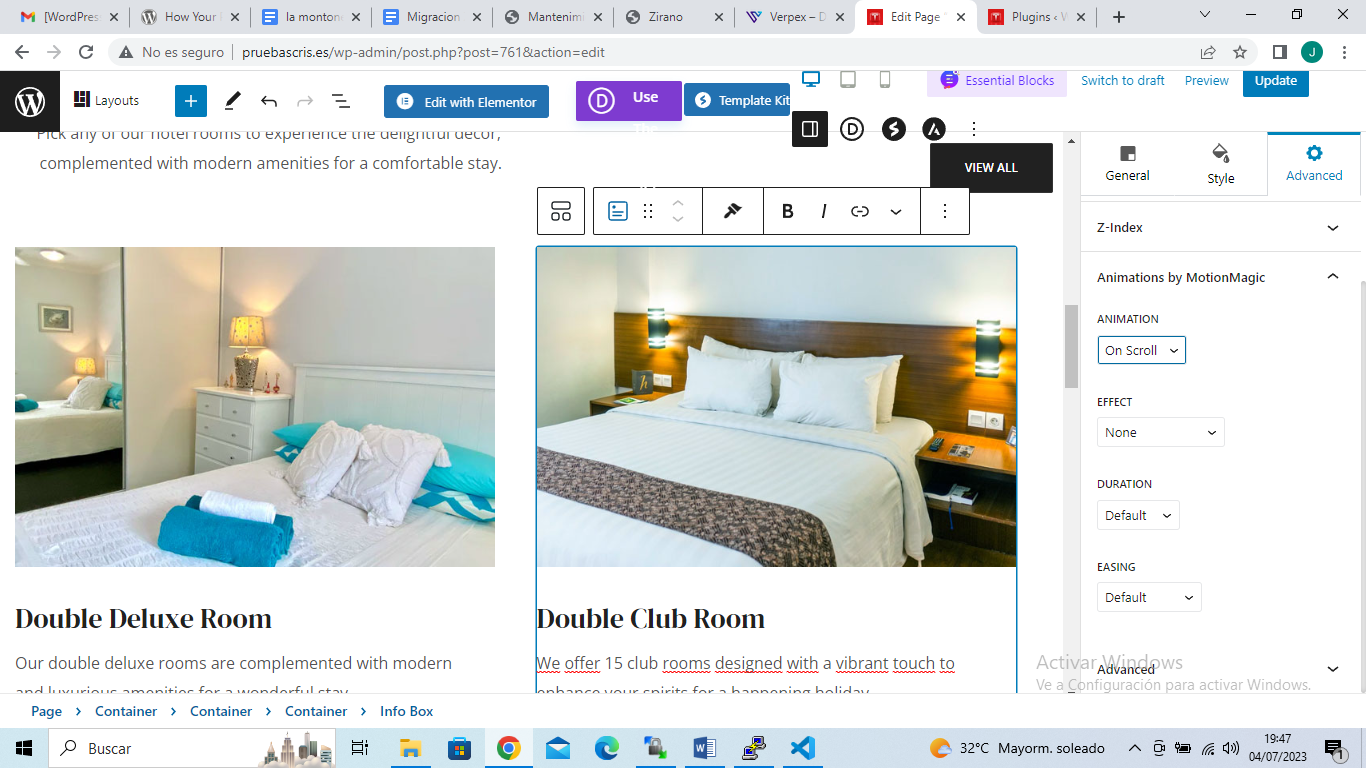 [WordPres
How Your
la montone
Migracion
Mantenimi
Zirano
Verpex – D
Edit Page "
Plugins ‹ W
No es seguro
pruebascris.es/wp-admin/post.php?post=761&action=edit
J
Layouts
Edit with Elementor
D
Use
The
Template Kit
Essential Blocks
Switch to draft
Preview
Update
Pick any of our hotel rooms to experience the delightful decor,
complemented with modern amenities for a comfortable stay.
VIEW ALL
B
I
General
Style
Advanced
Z-Index
Animations by MotionMagic
ANIMATION
On Scroll
EFFECT
None
DURATION
Default
EASING
Default
Advanced
Double Deluxe Room
Our double deluxe rooms are complemented with modern
and luxurious amenities for a wonderful stay.
Double Club Room
We offer 15 club rooms designed with a vibrant touch to
enhance your spirits for a happening holiday.
Activar Windows
Ve a Configuración para activar Windows.
Page
Container
Container
Container
Info Box
Buscar
32°C Mayorm. soleado
19:47
04/07/2023
1